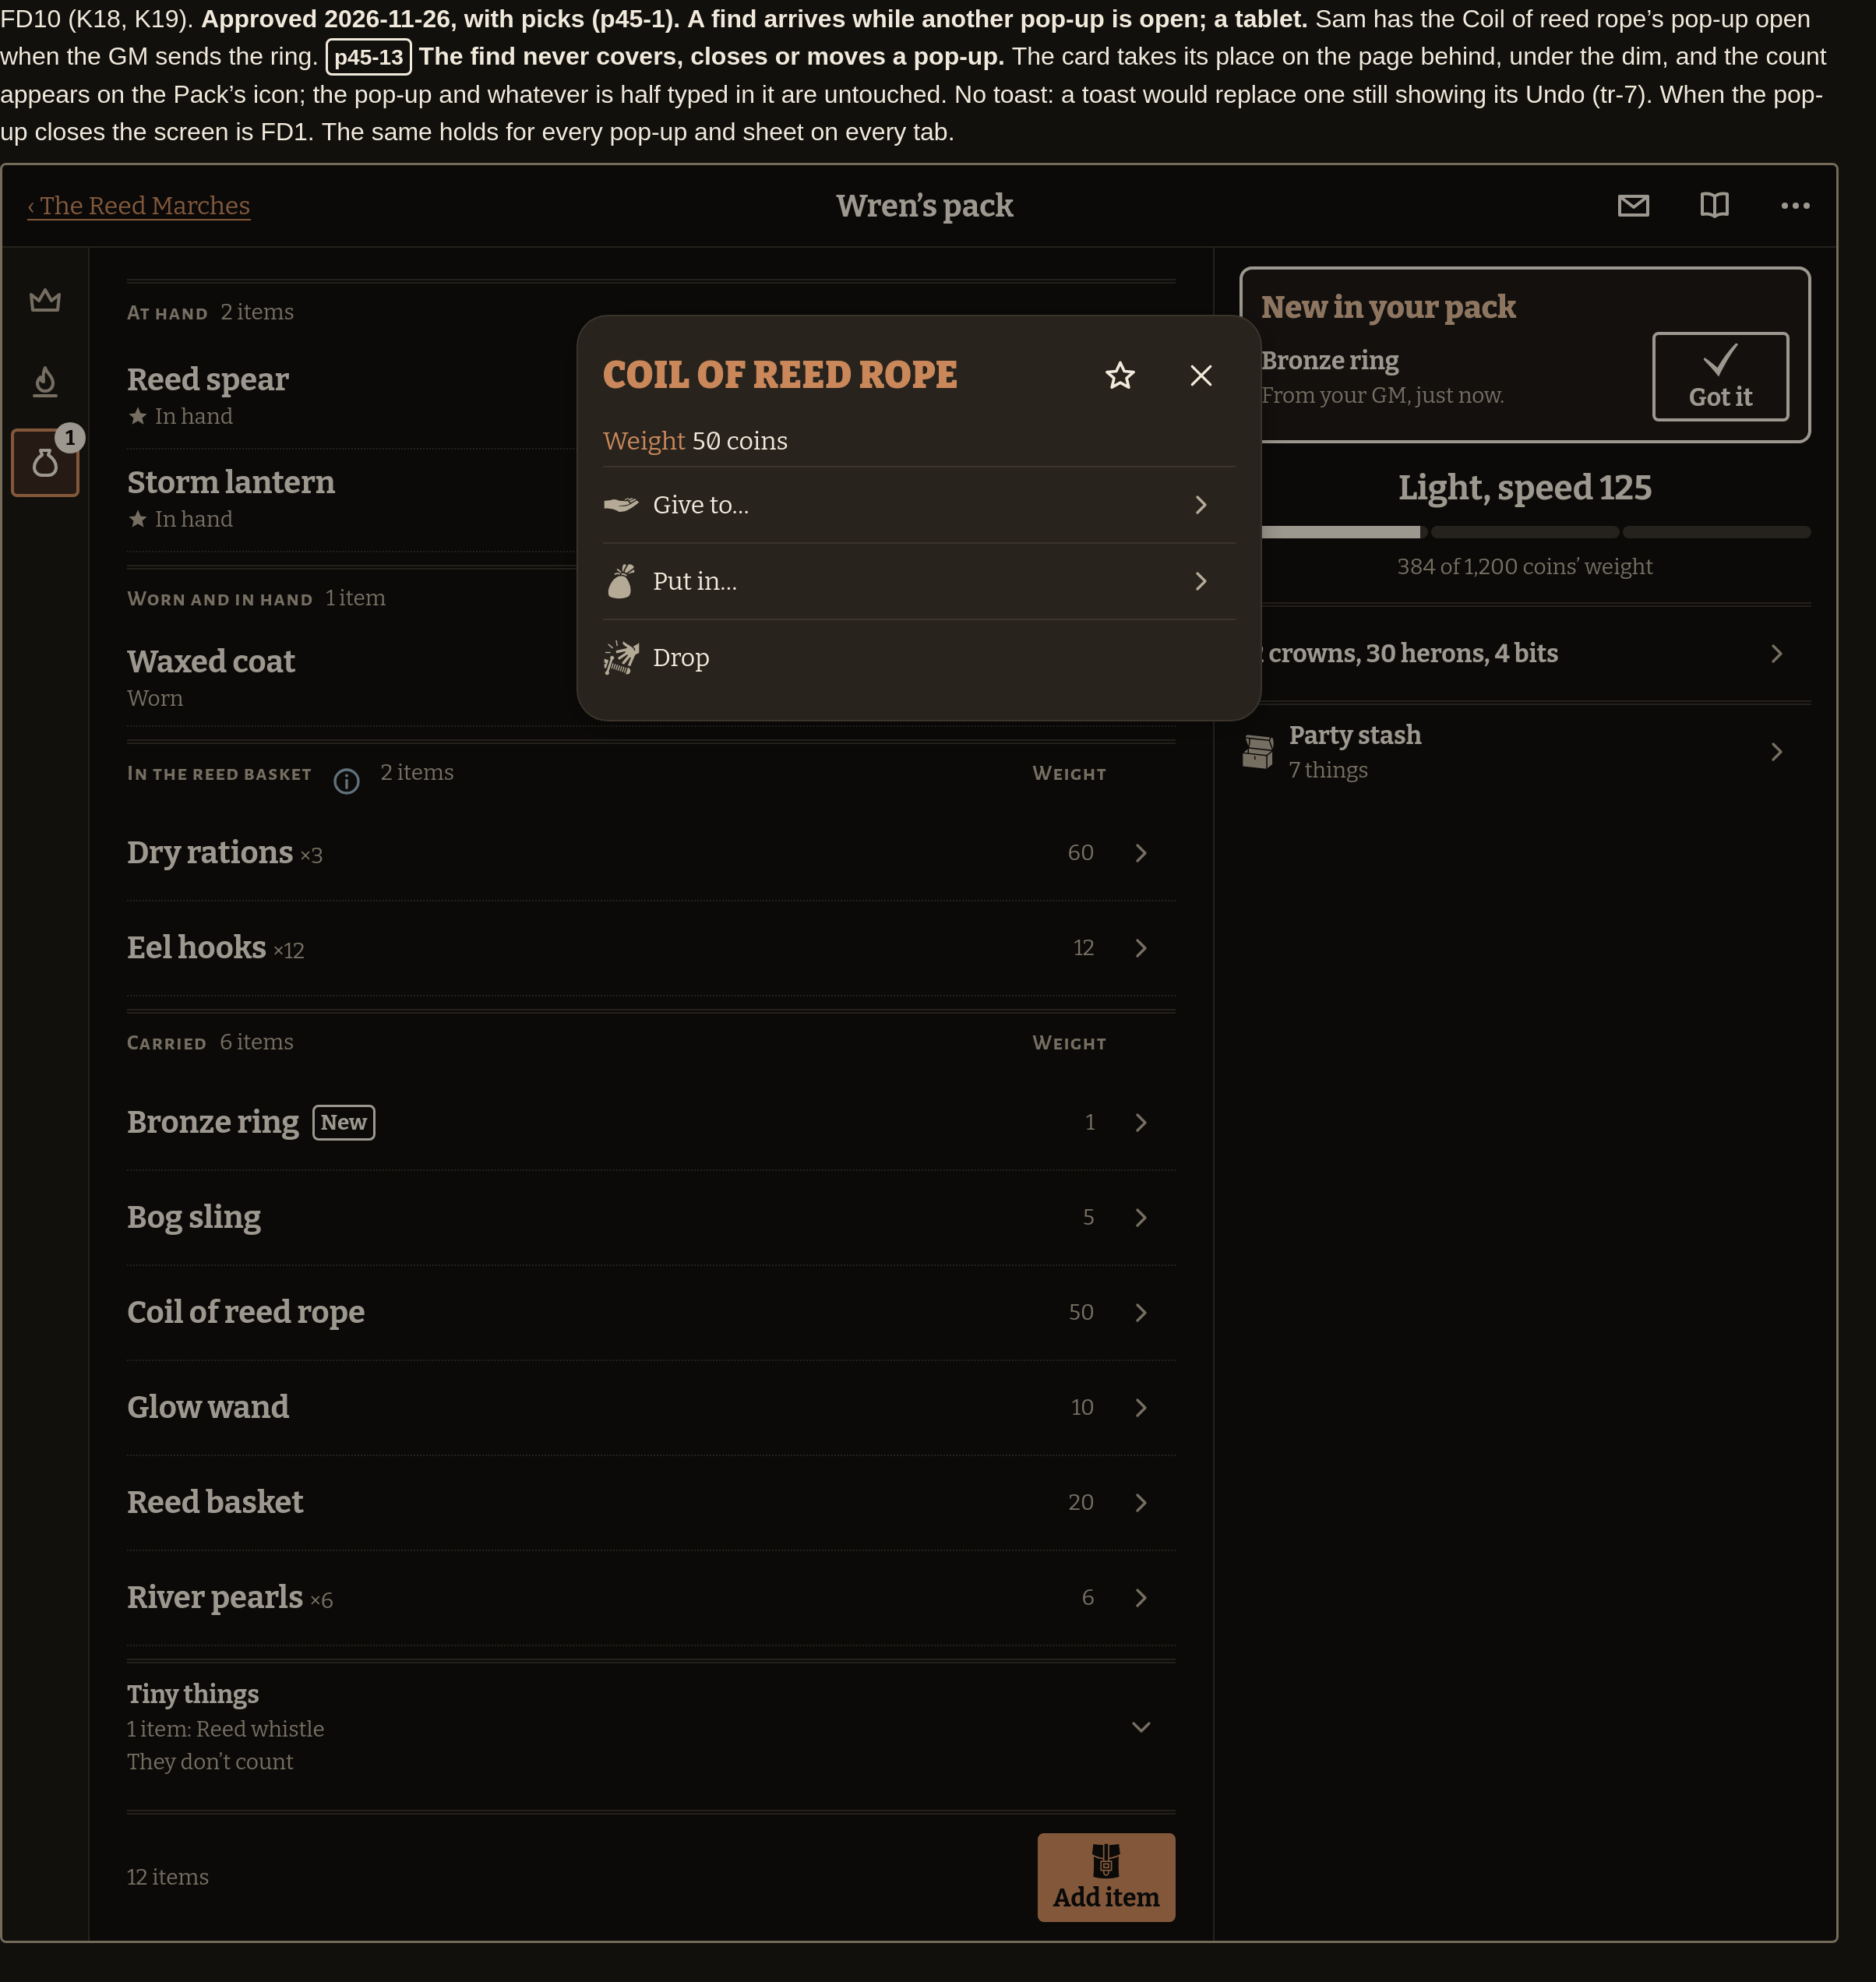 FD10 (K18, K19). Approved 2026-11-26, with picks (p45-1). A find arrives while another pop-up is open; a tablet. Sam has the Coil of reed rope’s pop-up open
when the GM sends the ring. p45-13 The find never covers, closes or moves a pop-up. The card takes its place on the page behind, under the dim, and the count
appears on the Pack’s icon; the pop-up and whatever is half typed in it are untouched. No toast: a toast would replace one still showing its Undo (tr-7). When the pop-
up closes the screen is FD1. The same holds for every pop-up and sheet on every tab.
‹ The Reed Marches
Wren’s pack
1
AT HAND 2 items
Reed spear
★ In hand
Storm lantern
★ In hand
WORN AND IN HAND 1 item
Waxed coat
Worn
IN THE REED BASKET 2 items WEIGHT
Dry rations ×3 60
Eel hooks ×12 12
CARRIED 6 items WEIGHT
Bronze ring New 1
Bog sling 5
Coil of reed rope 50
Glow wand 10
Reed basket 20
River pearls ×6 6
Tiny things
1 item: Reed whistle
They don’t count
12 items
Add item
COIL OF REED ROPE
Weight 50 coins
Give to…
Put in…
Drop
New in your pack
Bronze ring
From your GM, just now.
Got it
Light, speed 125
384 of 1,200 coins’ weight
crowns, 30 herons, 4 bits
Party stash
7 things